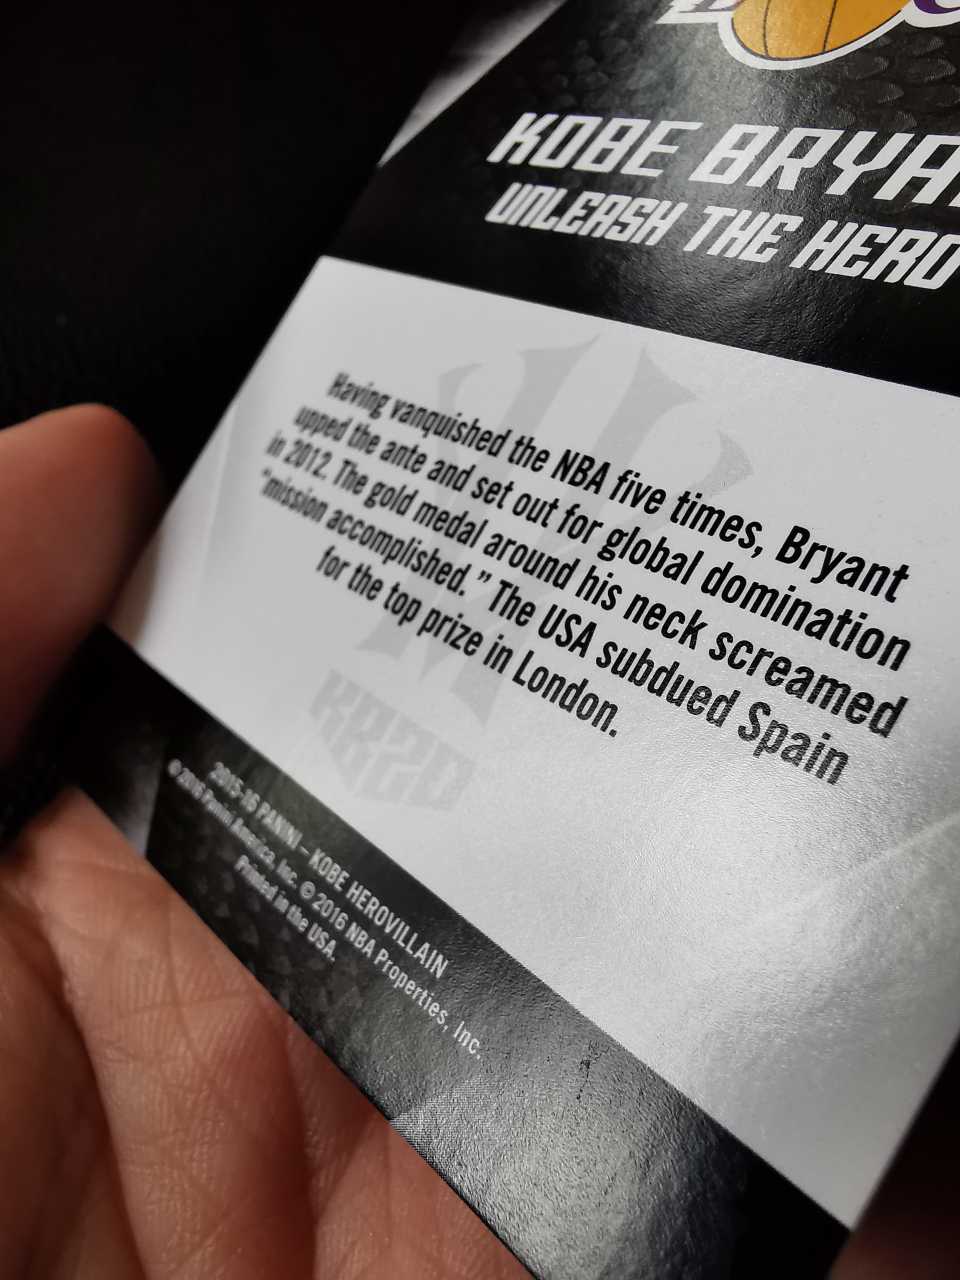 KOBE BRYA
UNLEASH THE HERO
Having vanquished the NBA five times, Bryant
upped the ante and set out for global domination
in 2012. The gold medal around his neck screamed
"mission accomplished." The USA subdued Spain
for the top prize in London.
KB20
2015-16 PANINI – KOBE HEROVILLAIN
© 2016 Panini America, Inc. © 2016 NBA Properties, Inc.
Printed in the USA.